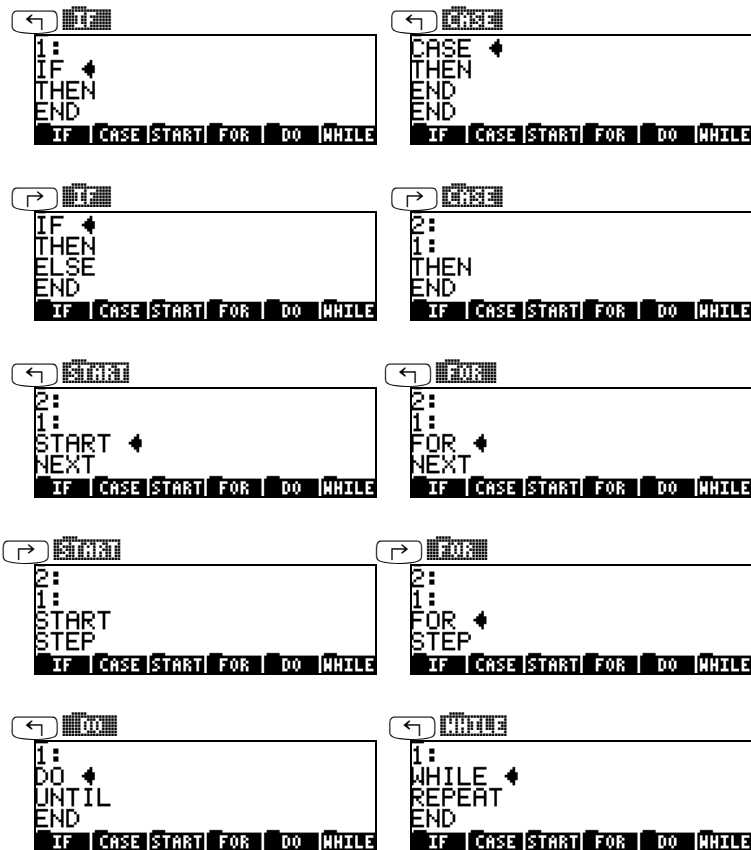 IF
1:
IF
THEN
END
IF CASE START FOR DO WHILE
CASE
CASE
THEN
END
END
IF CASE START FOR DO WHILE
IF
IF
THEN
ELSE
END
IF CASE START FOR DO WHILE
CASE
2:
1:
THEN
END
IF CASE START FOR DO WHILE
START
2:
1:
START
NEXT
IF CASE START FOR DO WHILE
FOR
2:
1:
FOR
NEXT
IF CASE START FOR DO WHILE
START
2:
1:
START
STEP
IF CASE START FOR DO WHILE
FOR
2:
1:
FOR
STEP
IF CASE START FOR DO WHILE
DO
1:
DO
UNTIL
END
IF CASE START FOR DO WHILE
WHILE
1:
WHILE
REPEAT
END
IF CASE START FOR DO WHILE